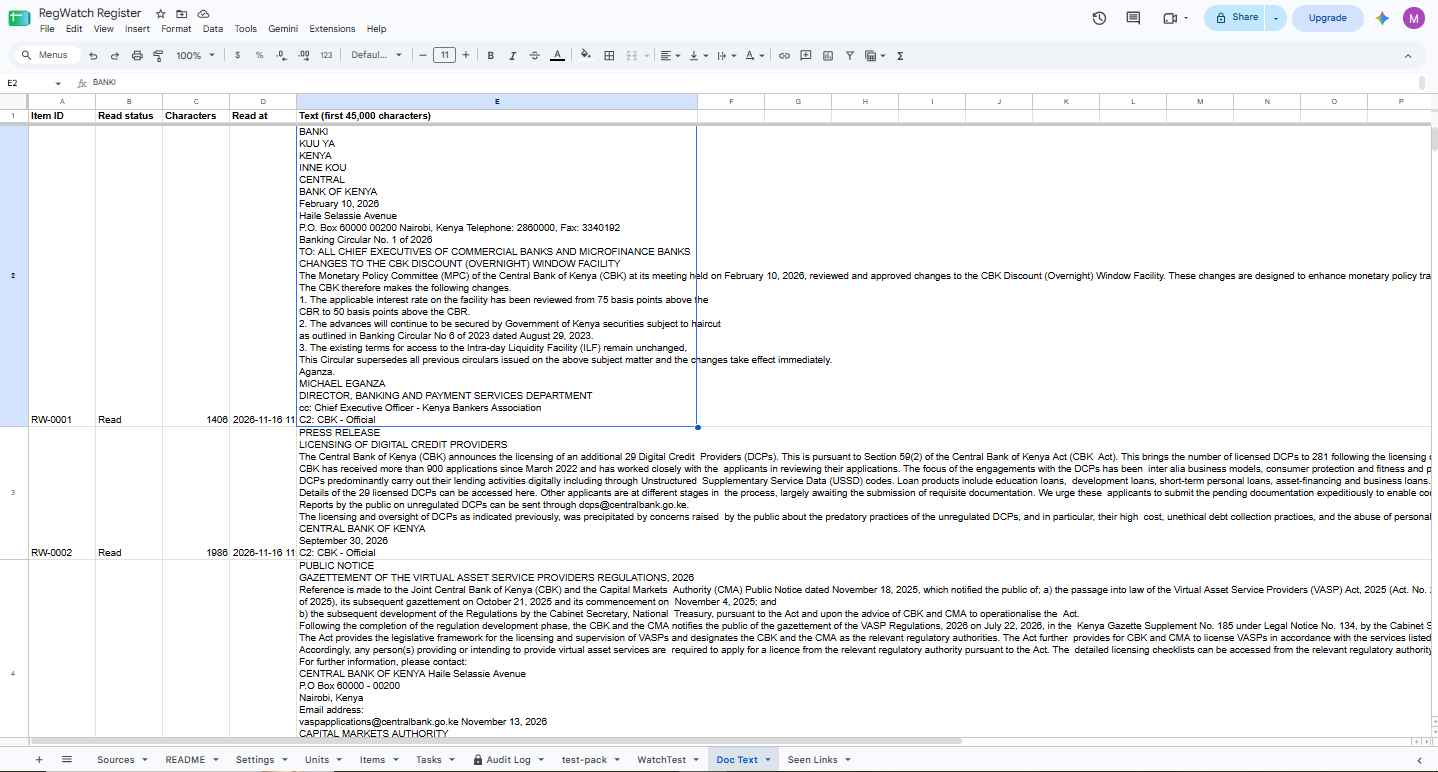 RegWatch Register
File Edit View Insert Format Data Tools Gemini Extensions Help
Share
Upgrade
M
Menus
100%
$ % .0 .00 123
Defaul...
11
B I A
E2
fx BANKI
A B C D E F G H I J K L M N O P
1 Item ID Read status Characters Read at Text (first 45,000 characters)
BANKI
KUU YA
KENYA
INNE KOU
CENTRAL
BANK OF KENYA
February 10, 2026
Haile Selassie Avenue
P.O. Box 60000 00200 Nairobi, Kenya Telephone: 2860000, Fax: 3340192
Banking Circular No. 1 of 2026
TO: ALL CHIEF EXECUTIVES OF COMMERCIAL BANKS AND MICROFINANCE BANKS
CHANGES TO THE CBK DISCOUNT (OVERNIGHT) WINDOW FACILITY
2 The Monetary Policy Committee (MPC) of the Central Bank of Kenya (CBK) at its meeting held on February 10, 2026, reviewed and approved changes to the CBK Discount (Overnight) Window Facility. These changes are designed to enhance monetary policy tra
The CBK therefore makes the following changes.
1. The applicable interest rate on the facility has been reviewed from 75 basis points above the
CBR to 50 basis points above the CBR.
2. The advances will continue to be secured by Government of Kenya securities subject to haircut
as outlined in Banking Circular No 6 of 2023 dated August 29, 2023.
3. The existing terms for access to the Intra-day Liquidity Facility (ILF) remain unchanged,
This Circular supersedes all previous circulars issued on the above subject matter and the changes take effect immediately.
Aganza.
MICHAEL EGANZA
DIRECTOR, BANKING AND PAYMENT SERVICES DEPARTMENT
cc: Chief Executive Officer - Kenya Bankers Association
RW-0001 Read 1406 2026-11-16 11 C2: CBK - Official
PRESS RELEASE
LICENSING OF DIGITAL CREDIT PROVIDERS
The Central Bank of Kenya (CBK) announces the licensing of an additional 29 Digital Credit Providers (DCPs). This is pursuant to Section 59(2) of the Central Bank of Kenya Act (CBK Act). This brings the number of licensed DCPs to 281 following the licensing
CBK has received more than 900 applications since March 2022 and has worked closely with the applicants in reviewing their applications. The focus of the engagements with the DCPs has been inter alia business models, consumer protection and fitness and p
3 DCPs predominantly carry out their lending activities digitally including through Unstructured Supplementary Service Data (USSD) codes. Loan products include education loans, development loans, short-term personal loans, asset-financing and business loans.
Details of the 29 licensed DCPs can be accessed here. Other applicants are at different stages in the process, largely awaiting the submission of requisite documentation. We urge these applicants to submit the pending documentation expeditiously to enable co
Reports by the public on unregulated DCPs can be sent through dcps@centralbank.go.ke.
The licensing and oversight of DCPs as indicated previously, was precipitated by concerns raised by the public about the predatory practices of the unregulated DCPs, and in particular, their high cost, unethical debt collection practices, and the abuse of personal
CENTRAL BANK OF KENYA
September 30, 2026
RW-0002 Read 1986 2026-11-16 11 C2: CBK - Official
PUBLIC NOTICE
GAZETTEMENT OF THE VIRTUAL ASSET SERVICE PROVIDERS REGULATIONS, 2026
Reference is made to the Joint Central Bank of Kenya (CBK) and the Capital Markets Authority (CMA) Public Notice dated November 18, 2025, which notified the public of; a) the passage into law of the Virtual Asset Service Providers (VASP) Act, 2025 (Act. No.
of 2025), its subsequent gazettement on October 21, 2025 and its commencement on November 4, 2025; and
b) the subsequent development of the Regulations by the Cabinet Secretary, National Treasury, pursuant to the Act and upon the advice of CBK and CMA to operationalise the Act.
Following the completion of the regulation development phase, the CBK and the CMA notifies the public of the gazettement of the VASP Regulations, 2026 on July 22, 2026, in the Kenya Gazette Supplement No. 185 under Legal Notice No. 134, by the Cabinet S
The Act provides the legislative framework for the licensing and supervision of VASPs and designates the CBK and the CMA as the relevant regulatory authorities. The Act further provides for CBK and CMA to license VASPs in accordance with the services listed
Accordingly, any person(s) providing or intending to provide virtual asset services are required to apply for a licence from the relevant regulatory authority pursuant to the Act. The detailed licensing checklists can be accessed from the relevant regulatory authority
For further information, please contact:
4 CENTRAL BANK OF KENYA Haile Selassie Avenue
P.O Box 60000 - 00200
Nairobi, Kenya
Email address:
vaspapplications@centralbank.go.ke November 13, 2026
CAPITAL MARKETS AUTHORITY
Sources README Settings Units Items Tasks Audit Log test-pack WatchTest Doc Text Seen Links